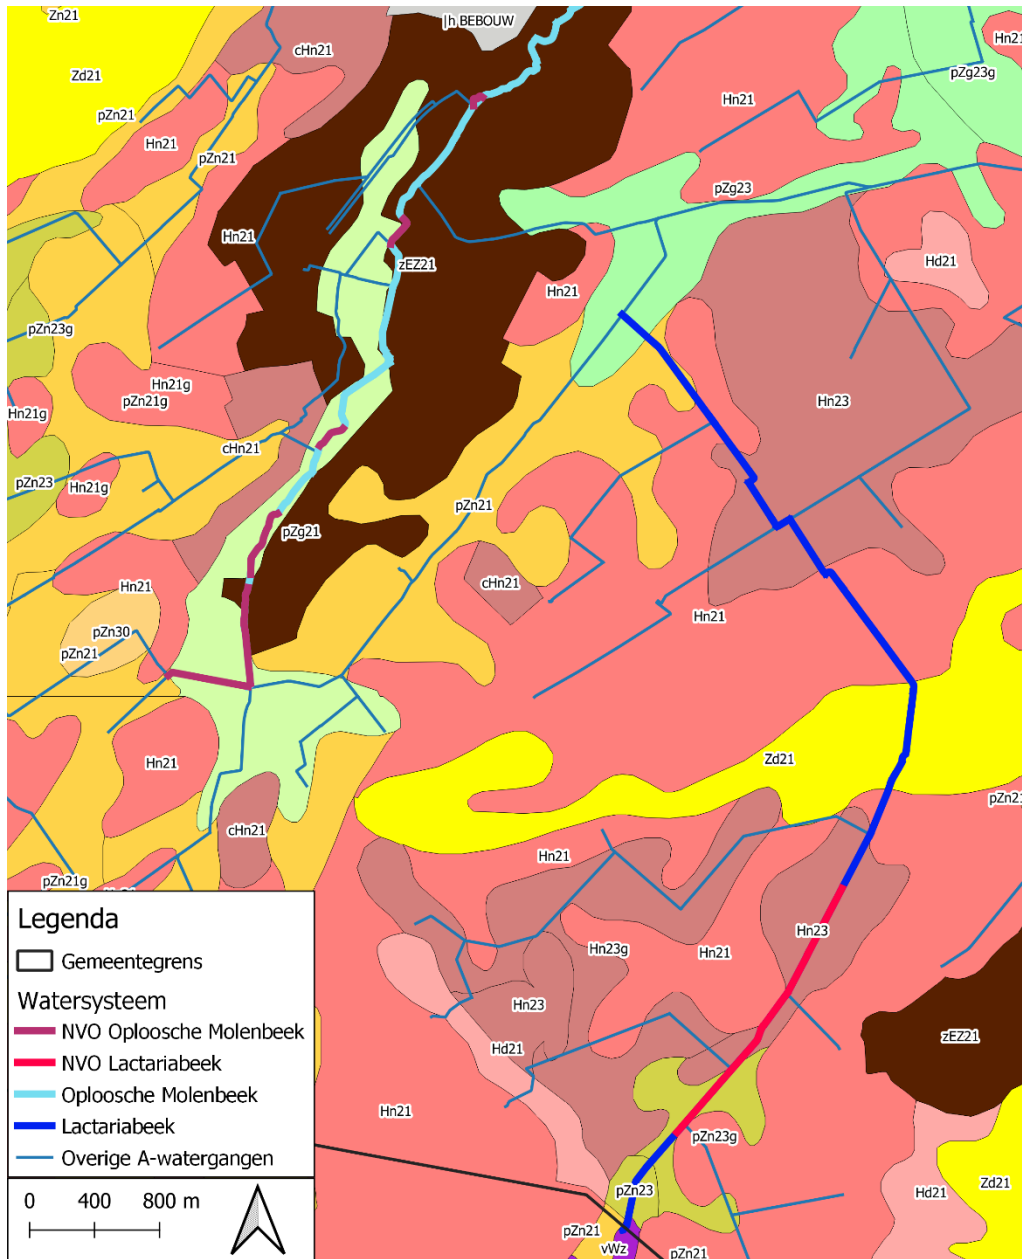 Zn21
|h BEBOUW
cHn21
Hn21
Zd21
pZg23g
Hn21
pZn21
Hn21
pZn21
pZg23
Hn21
zEZ21
Hd21
Hn21
pZn23g
Hn21g
pZn21g
Hn21g
Hn23
cHn21
pZn23
Hn21g
pZn21
pZg21
cHn21
Hn21
Hn21
pZn30
pZn21
Hn21
Zd21
pZn21
cHn21
Hn21
pZn21g
Hn23
Hn23g
Hn21
Hn23
zEZ21
Hd21
Hn21
pZn23g
pZn23
Hd21
Zd21
pZn21
vWz
pZn21
Legenda
Gemeentegrens
Watersysteem
NVO Oploosche Molenbeek
NVO Lactariabeek
Oploosche Molenbeek
Lactariabeek
Overige A-watergangen
0 400 800 m